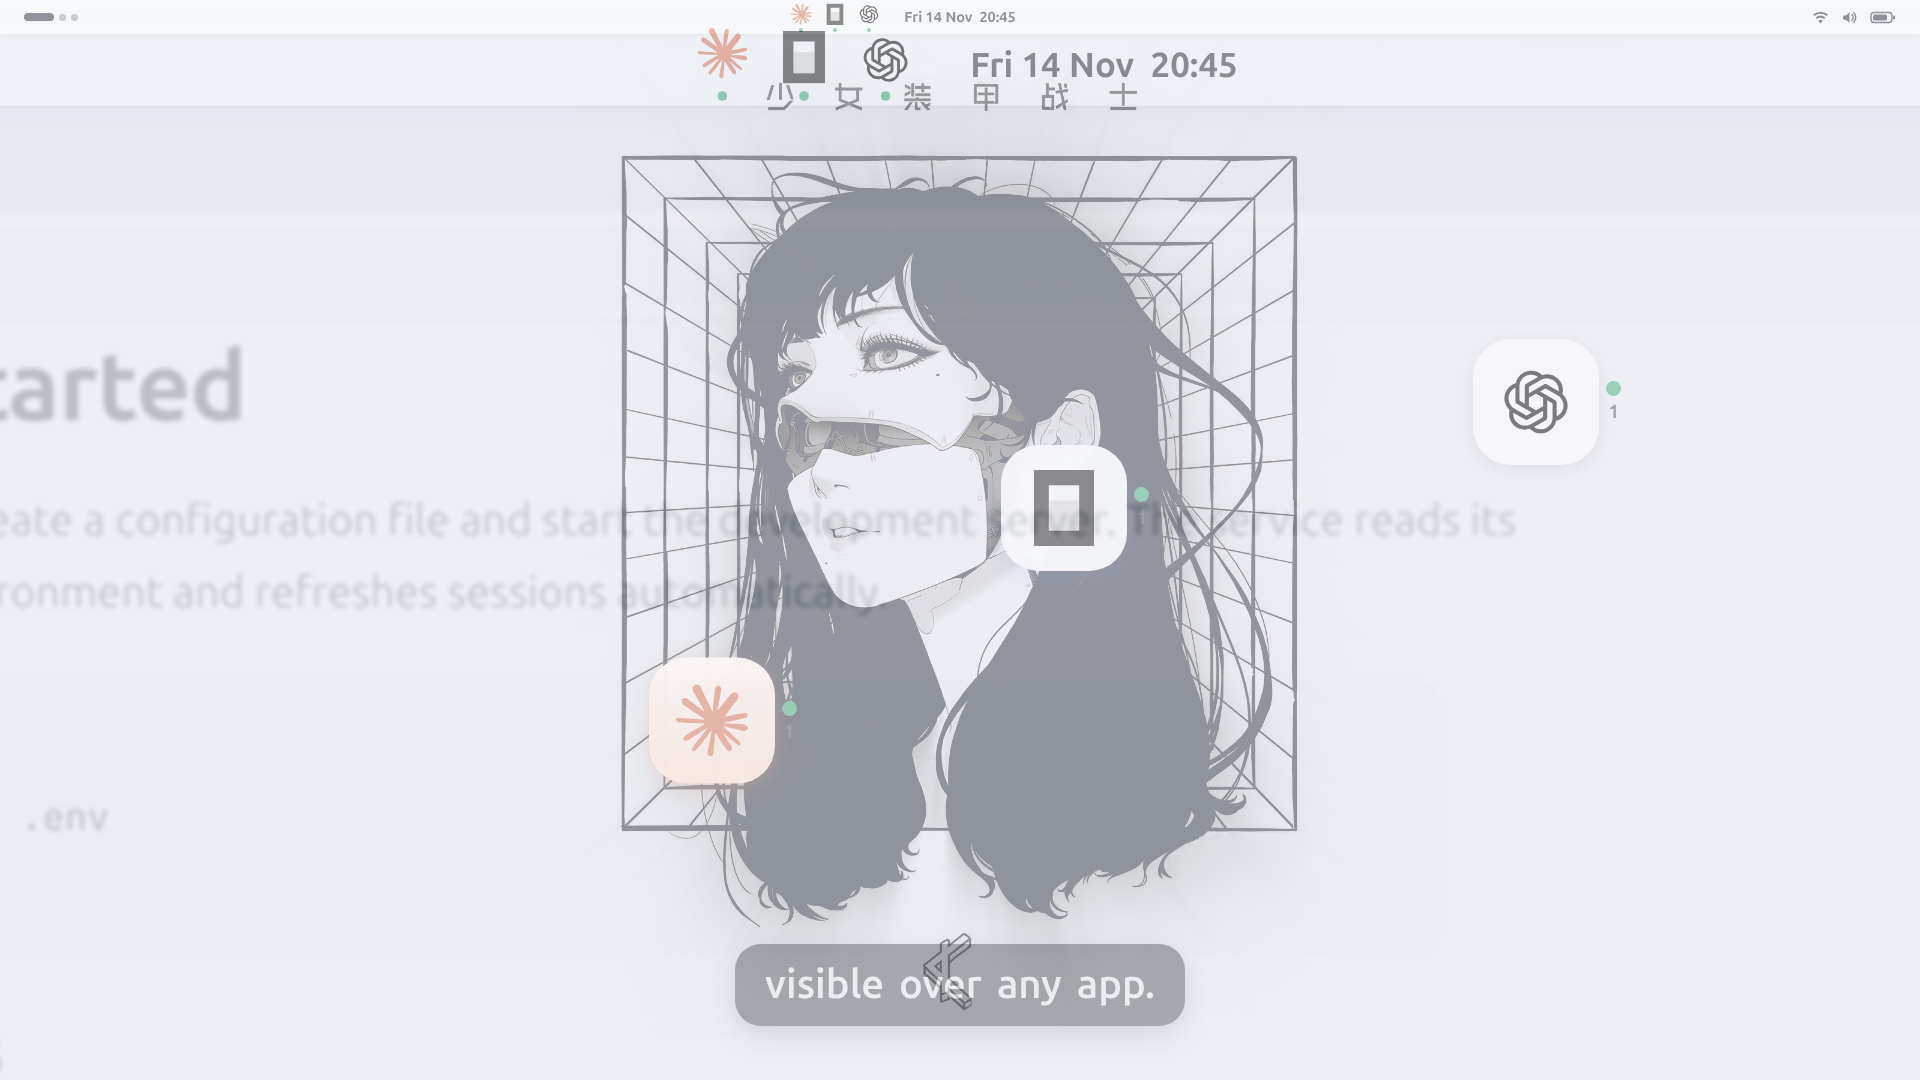 Fri 14 Nov 20:45
Fri 14 Nov 20:45
少女装甲战士
tarted
1
eate a configuration file and start the development server. The service reads its
ronment and refreshes sessions automatically.
1
.env
visible over any app.